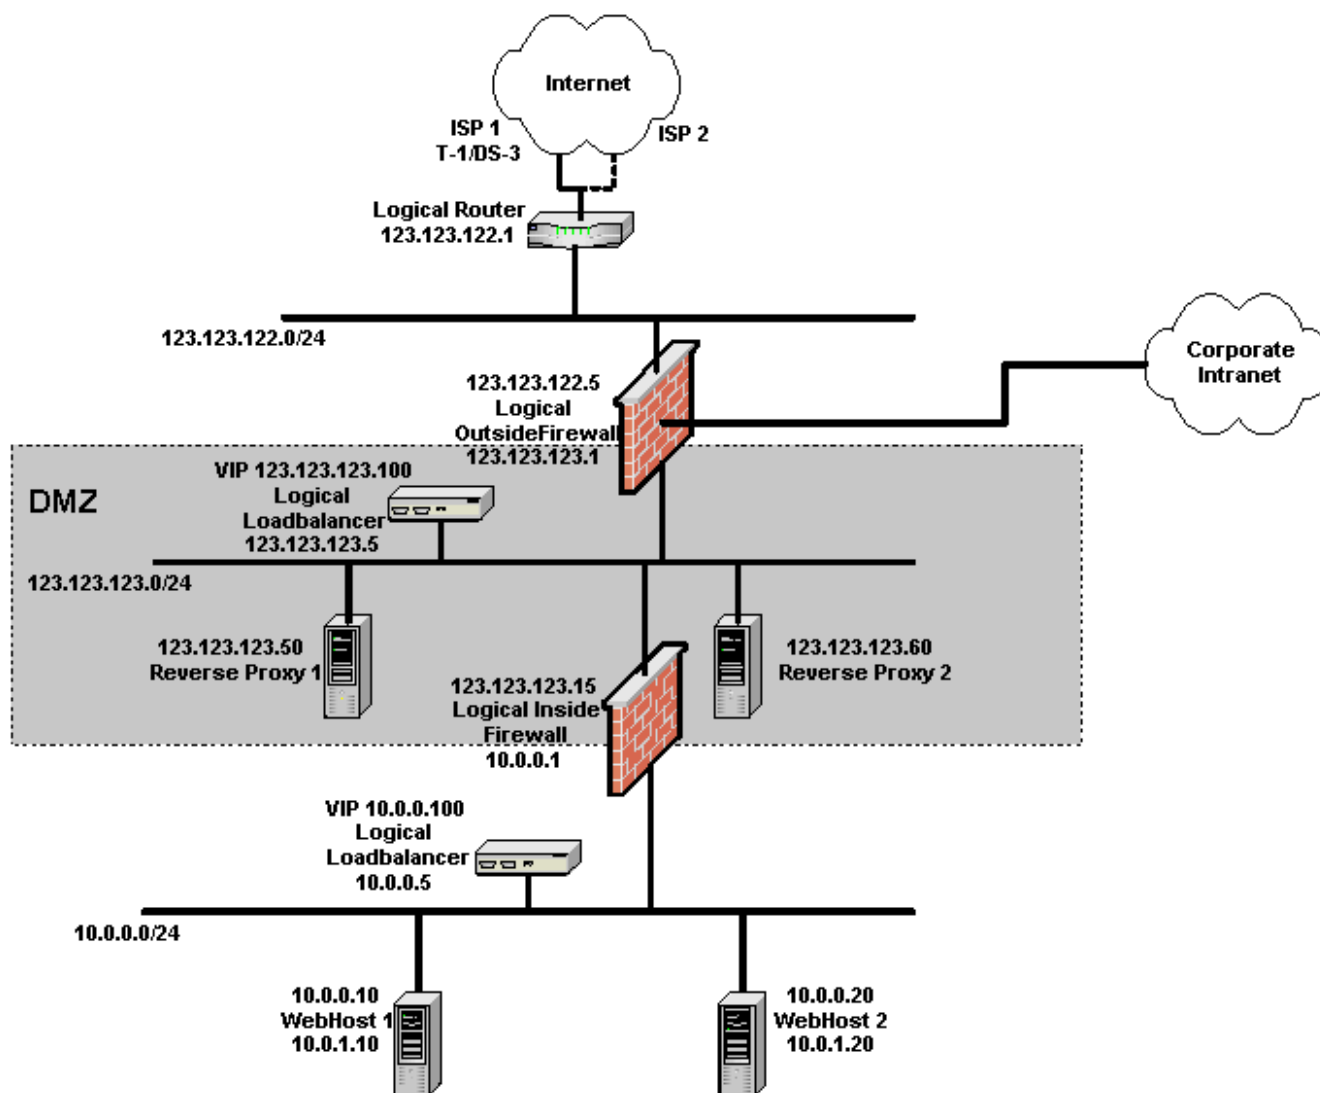 Internet
ISP 1
T-1/DS-3
ISP 2
Logical Router
123.123.122.1
123.123.122.0/24
Corporate
Intranet
123.123.122.5
Logical
OutsideFirewall
123.123.123.1
DMZ
VIP 123.123.123.100
Logical
Loadbalancer
123.123.123.5
123.123.123.0/24
123.123.123.50
Reverse Proxy 1
123.123.123.60
Reverse Proxy 2
123.123.123.15
Logical Inside
Firewall
10.0.0.1
VIP 10.0.0.100
Logical
Loadbalancer
10.0.0.5
10.0.0.0/24
10.0.0.10
WebHost 1
10.0.1.10
10.0.0.20
WebHost 2
10.0.1.20